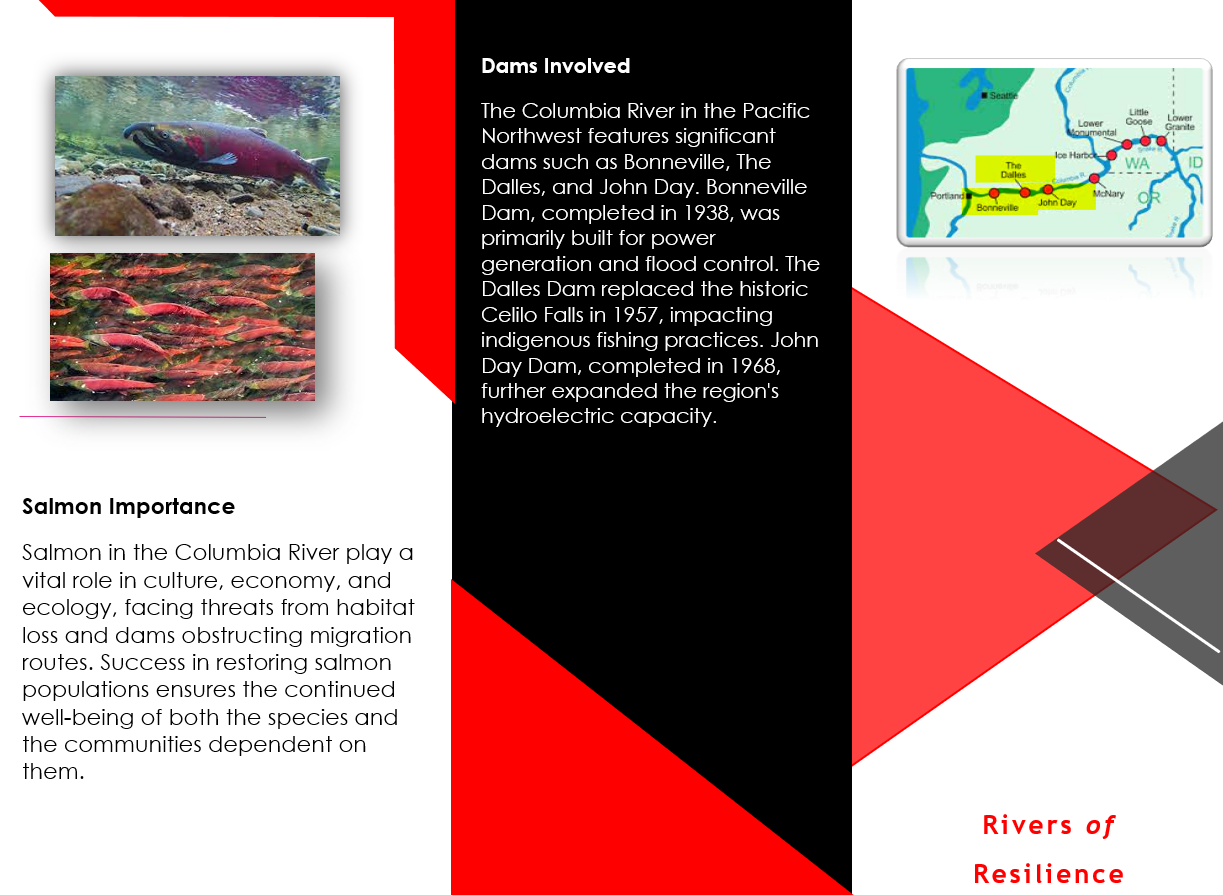 Salmon Importance
Salmon in the Columbia River play a
vital role in culture, economy, and
ecology, facing threats from habitat
loss and dams obstructing migration
routes. Success in restoring salmon
populations ensures the continued
well-being of both the species and
the communities dependent on
them.
Dams Involved
The Columbia River in the Pacific
Northwest features significant
dams such as Bonneville, The
Dalles, and John Day. Bonneville
Dam, completed in 1938, was
primarily built for power
generation and flood control. The
Dalles Dam replaced the historic
Celilo Falls in 1957, impacting
indigenous fishing practices. John
Day Dam, completed in 1968,
further expanded the region's
hydroelectric capacity.
Columbia R.
Seattle
Little
Goose
Lower
Granite
Lower
Monumental
Ice Harbor
Snake R.
WA
ID
The
Dalles
Columbia R.
Portland
McNary
OR
John Day
Bonneville
Snake R.
Rivers of
Resilience